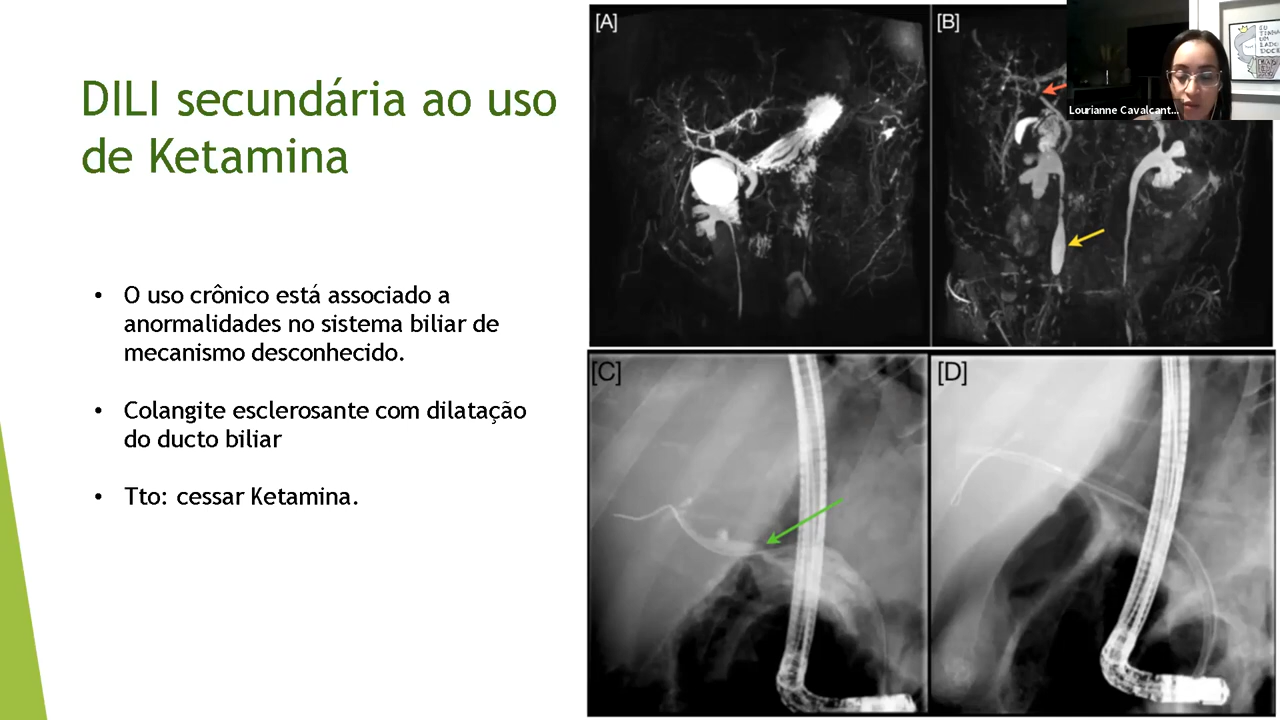 DILI secundária ao uso
de Ketamina
• O uso crônico está associado a
anormalidades no sistema biliar de
mecanismo desconhecido.
• Colangite esclerosante com dilatação
do ducto biliar
• Tto: cessar Ketamina.
[A]
[B]
Lourianne Cavalcant...
[C]
[D]